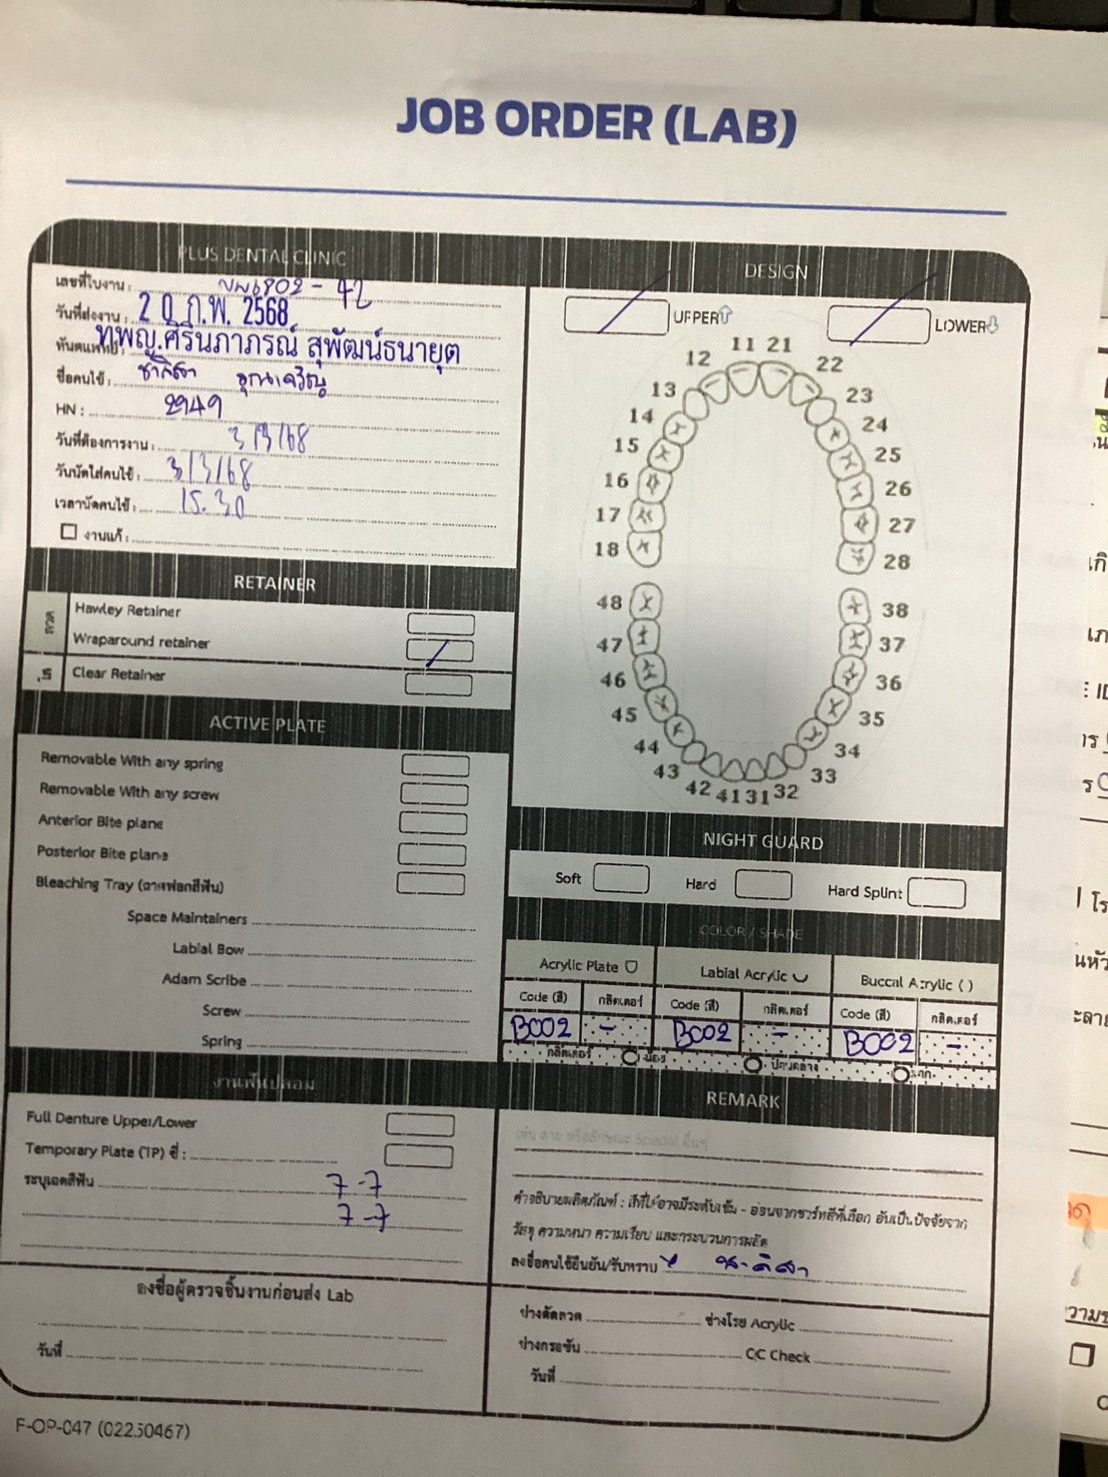 JOB ORDER (LAB)
PLUS DENTAL CLINIC
เลขที่ใบงาน : 6802 - 42
วันที่ส่งงาน : 20 ก.พ. 2568
ทันตแพทย์ : ทพญ.ศิรินภาภรณ์ สุพัฒน์ธนายุต
ชื่อคนไข้ : ชาลิสา
HN : 2949
วันที่ต้องการงาน : 3/3/68
วันนัดใส่คนไข้ : 3/3/68
เวลานัดคนไข้ : 15.30
งานแก้ :
DESIGN
UPPER
LOWER
11 21
12 22
13 23
14 24
15 25
16 26
17 27
18 28
48 38
47 37
46 36
45 35
44 34
43 33
42 41 31 32
RETAINER
ลวด
Hawley Retainer
Wraparound retainer
Clear Retainer
ACTIVE PLATE
Removable With any spring
Removable With any screw
Anterior Bite plane
Posterior Bite plane
Bleaching Tray (ถาดฟอกสีฟัน)
Space Maintainers
Labial Bow
Adam Scribe
Screw
Spring
NIGHT GUARD
Soft
Hard
Hard Splint
COLOR / SHADE
Acrylic Plate
Labial Acrylic
Buccal Acrylic ( )
Code (สี) กลิตเตอร์ Code (สี) กลิตเตอร์ Code (สี) กลิตเตอร์
BC02 - BC02 - BC02 -
กลิตเตอร์ น้อย ปานกลาง มาก
งานฟันปลอม
Full Denture Upper/Lower
Temporary Plate (TP) ซี่ :
ระบุเฉดสีฟัน 7-7
7-7
REMARK
เช่น ลาย หรือลักษณะ Special อื่นๆ
คำอธิบายผลิตภัณฑ์ : สีที่ได้อาจมีระดับเข้ม - อ่อนจากชาร์ทสีที่เลือก อันเป็นปัจจัยจาก
วัสดุ ความหนา ความเรียบ และกระบวนการผลิต
ลงชื่อคนไข้ยืนยัน/รับทราบ ชาลิสา
ลงชื่อผู้ตรวจชิ้นงานก่อนส่ง Lab
วันที่
ช่างดัดลวด ช่างโรย Acrylic
ช่างกรอขัด QC Check
วันที่
F-OP-047 (02250467)